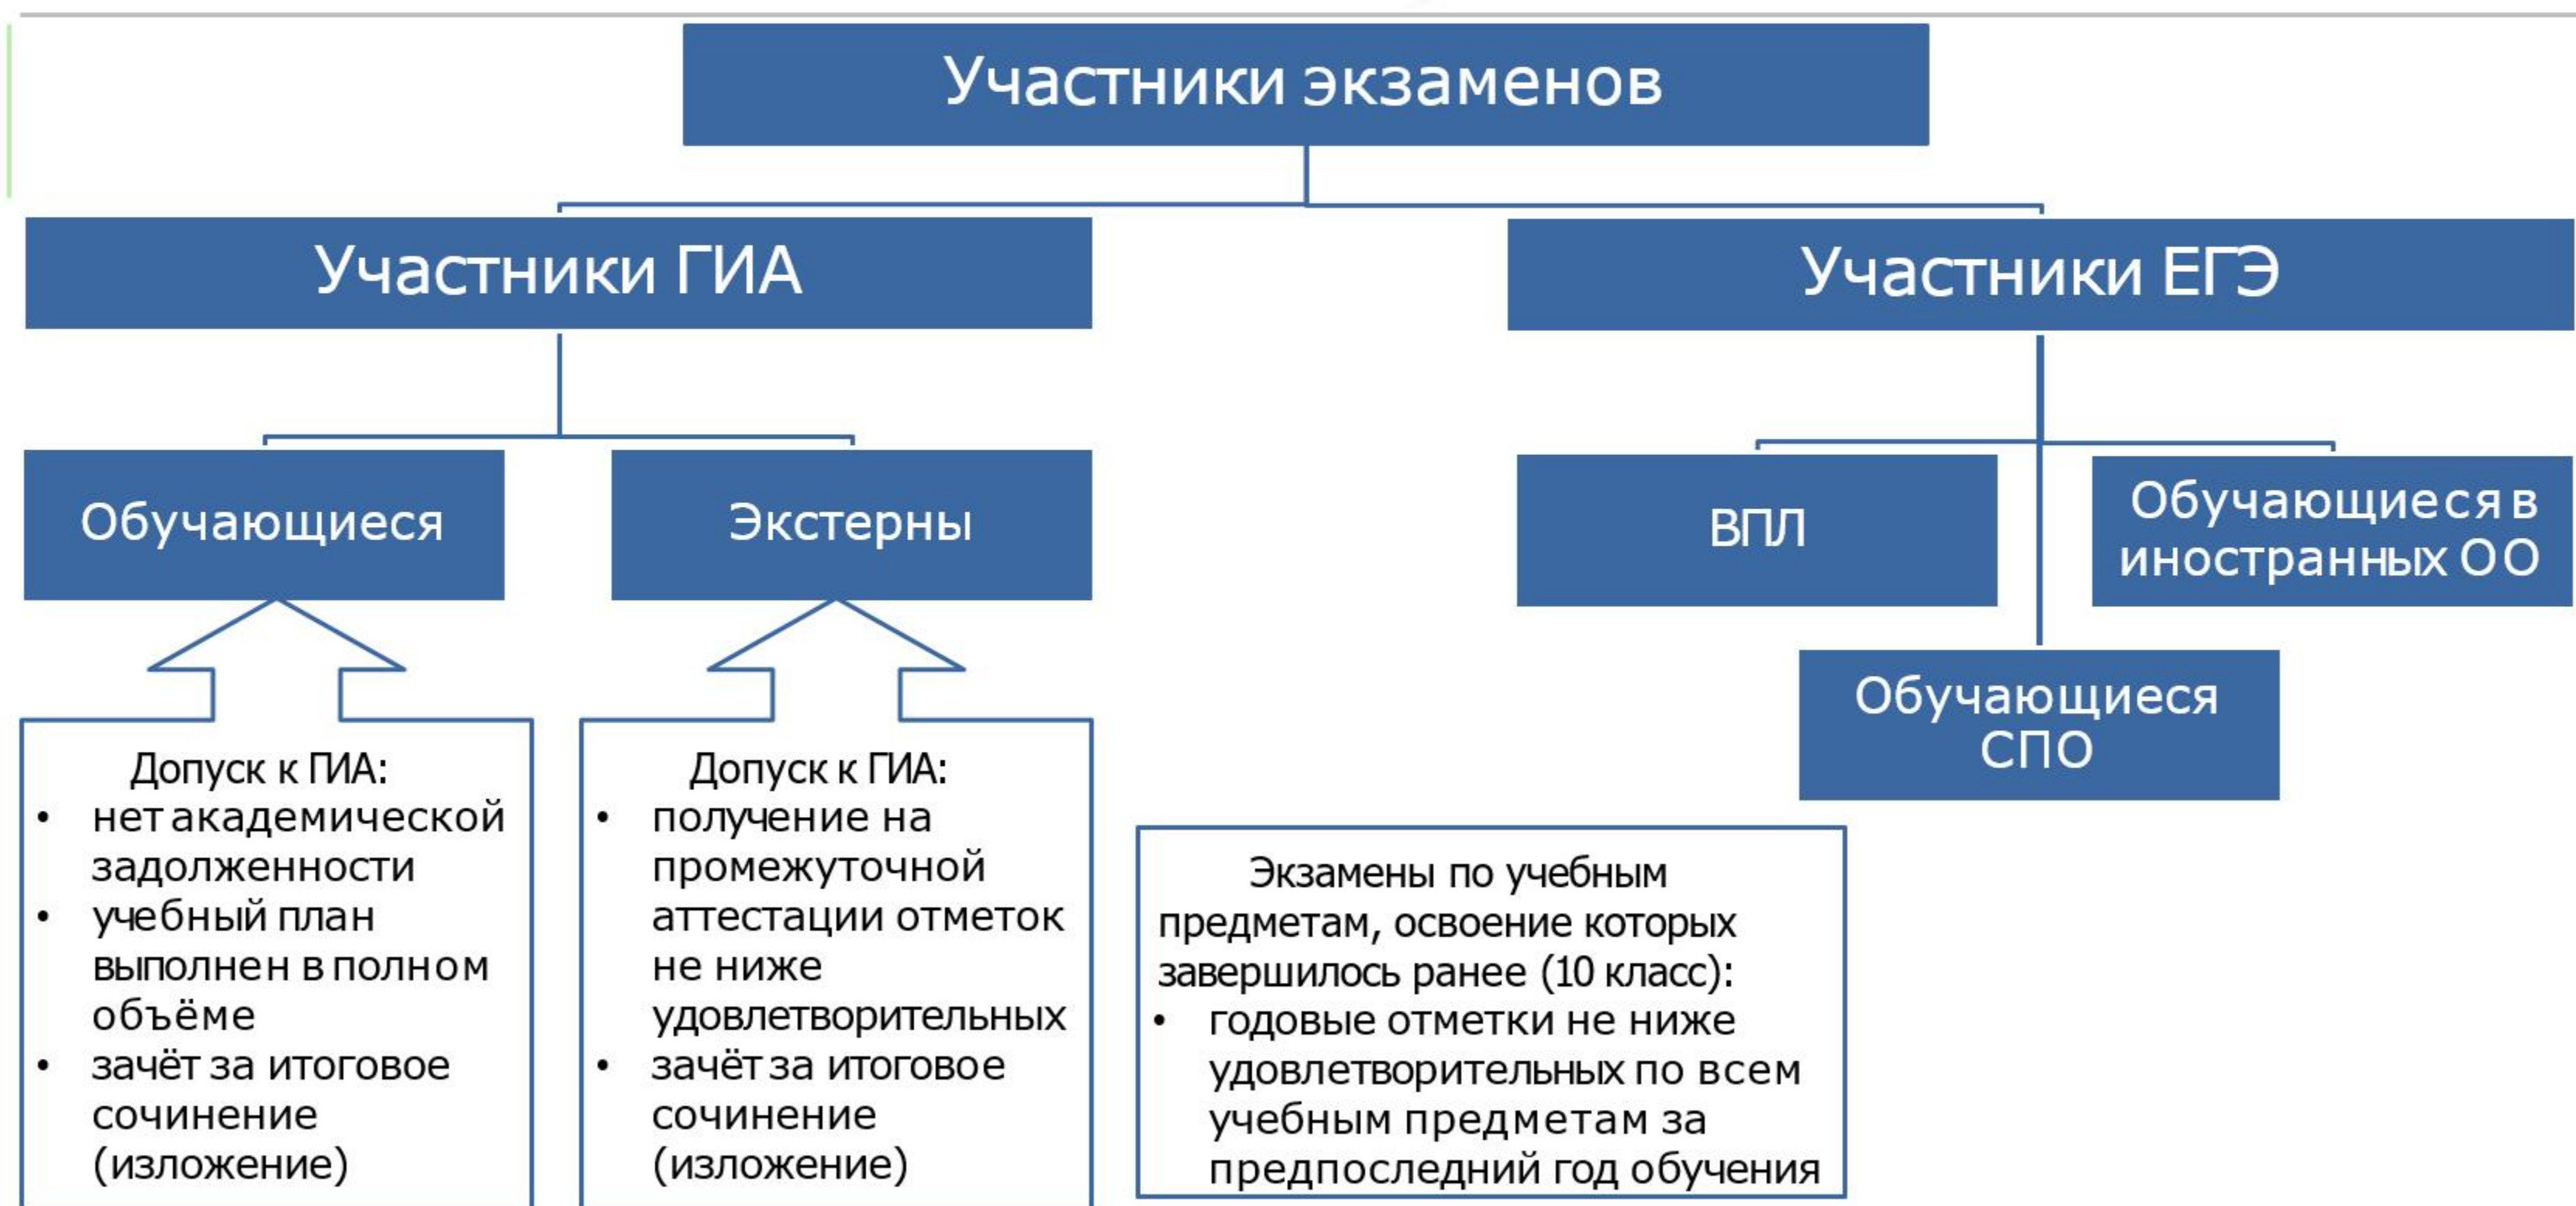 Участники экзаменов
Участники ГИА
Участники ЕГЭ
Обучающиеся
Экстерны
ВПЛ
Обучающиеся в
иностранных ОО
Обучающиеся
СПО
Допуск к ГИА:
• нет академической
задолженности
• учебный план
выполнен в полном
объёме
• зачёт за итоговое
сочинение
(изложение)
Допуск к ГИА:
• получение на
промежуточной
аттестации отметок
не ниже
удовлетворительных
• зачёт за итоговое
сочинение
(изложение)
Экзамены по учебным
предметам, освоение которых
завершилось ранее (10 класс):
• годовые отметки не ниже
удовлетворительных по всем
учебным предметам за
предпоследний год обучения